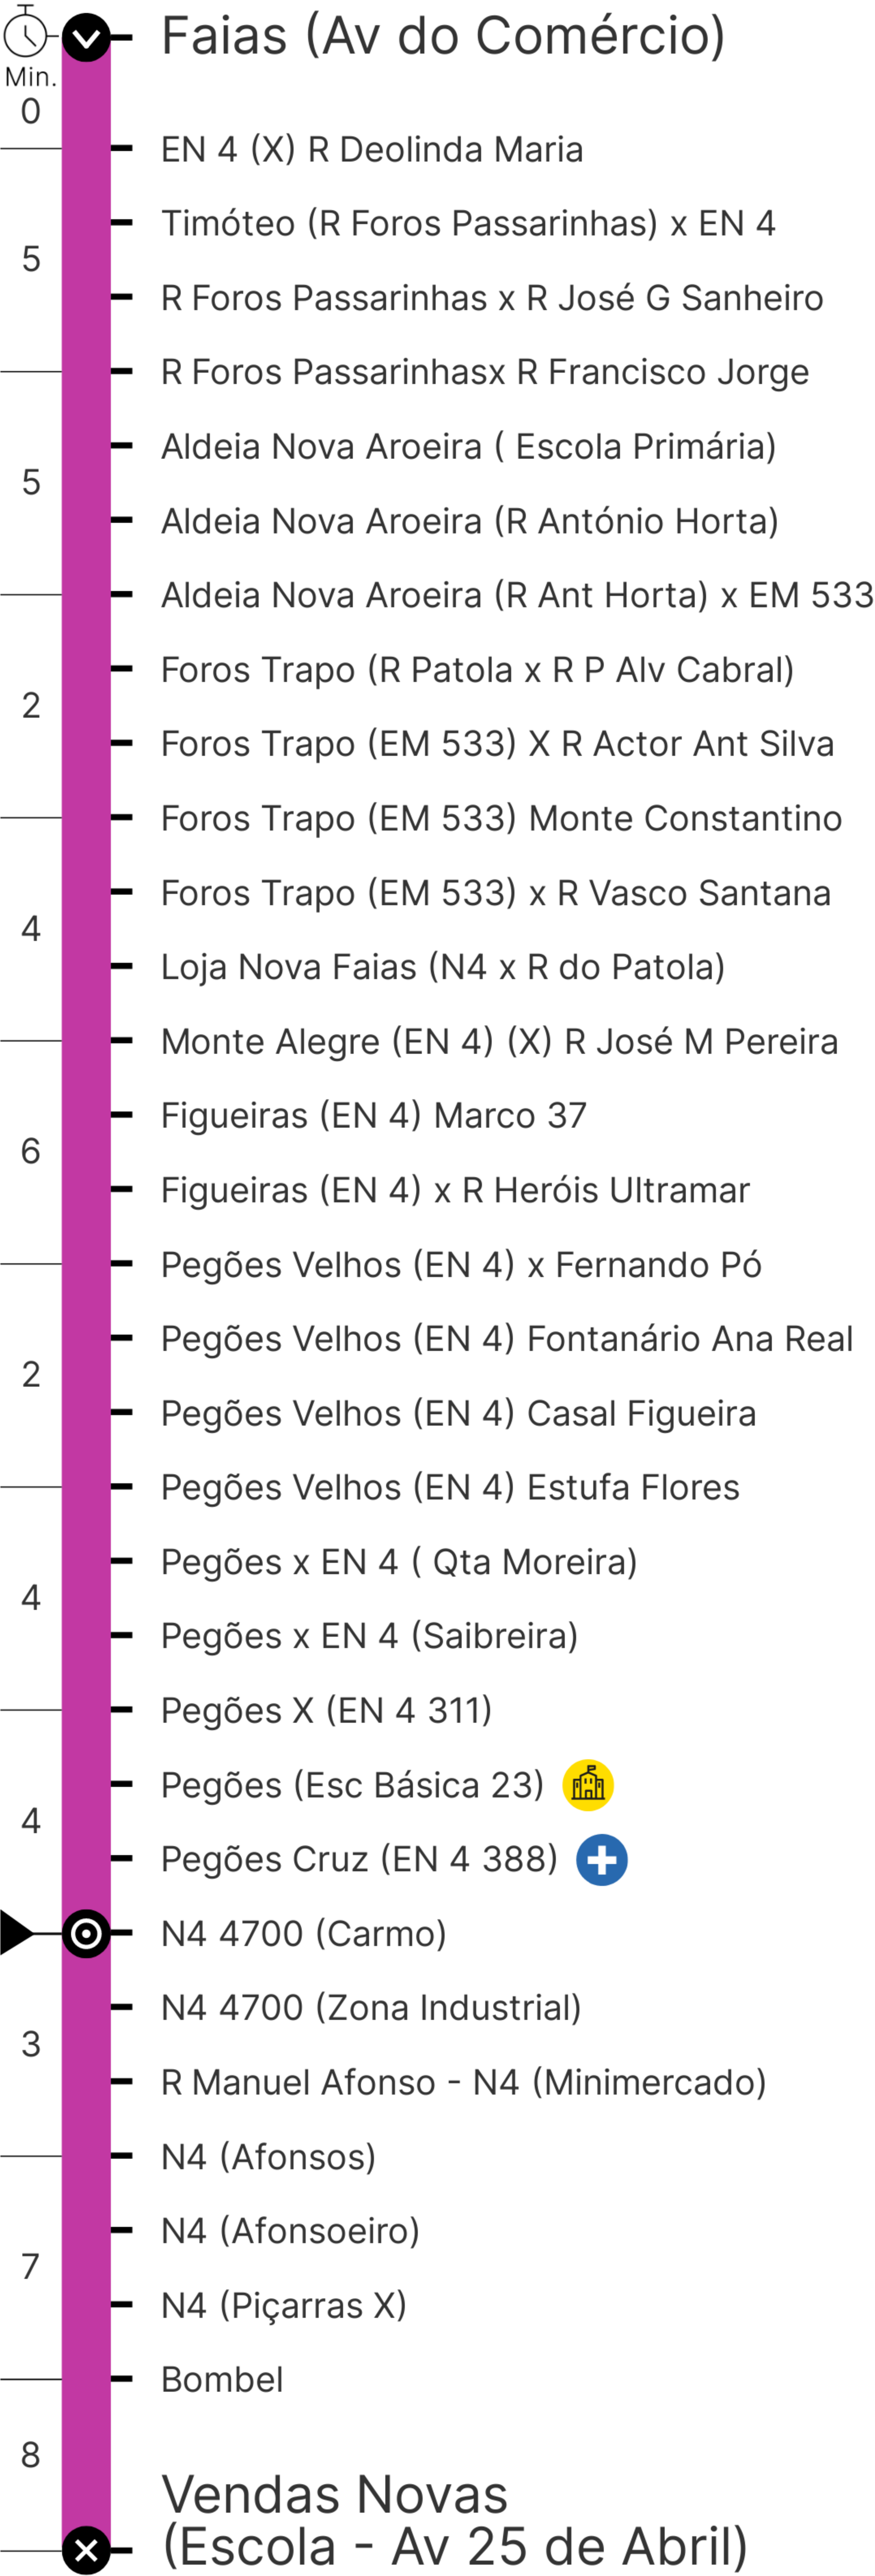 Faias (Av do Comércio)
Min.
0
EN 4 (X) R Deolinda Maria
Timóteo (R Foros Passarinhas) x EN 4
5
R Foros Passarinhas x R José G Sanheiro
R Foros Passarinhasx R Francisco Jorge
Aldeia Nova Aroeira ( Escola Primária)
5
Aldeia Nova Aroeira (R António Horta)
Aldeia Nova Aroeira (R Ant Horta) x EM 533
Foros Trapo (R Patola x R P Alv Cabral)
2
Foros Trapo (EM 533) X R Actor Ant Silva
Foros Trapo (EM 533) Monte Constantino
Foros Trapo (EM 533) x R Vasco Santana
4
Loja Nova Faias (N4 x R do Patola)
Monte Alegre (EN 4) (X) R José M Pereira
Figueiras (EN 4) Marco 37
6
Figueiras (EN 4) x R Heróis Ultramar
Pegões Velhos (EN 4) x Fernando Pó
Pegões Velhos (EN 4) Fontanário Ana Real
2
Pegões Velhos (EN 4) Casal Figueira
Pegões Velhos (EN 4) Estufa Flores
Pegões x EN 4 ( Qta Moreira)
4
Pegões x EN 4 (Saibreira)
Pegões X (EN 4 311)
Pegões (Esc Básica 23)
4
Pegões Cruz (EN 4 388)
N4 4700 (Carmo)
N4 4700 (Zona Industrial)
3
R Manuel Afonso - N4 (Minimercado)
N4 (Afonsos)
N4 (Afonsoeiro)
7
N4 (Piçarras X)
Bombel
8
Vendas Novas
(Escola - Av 25 de Abril)